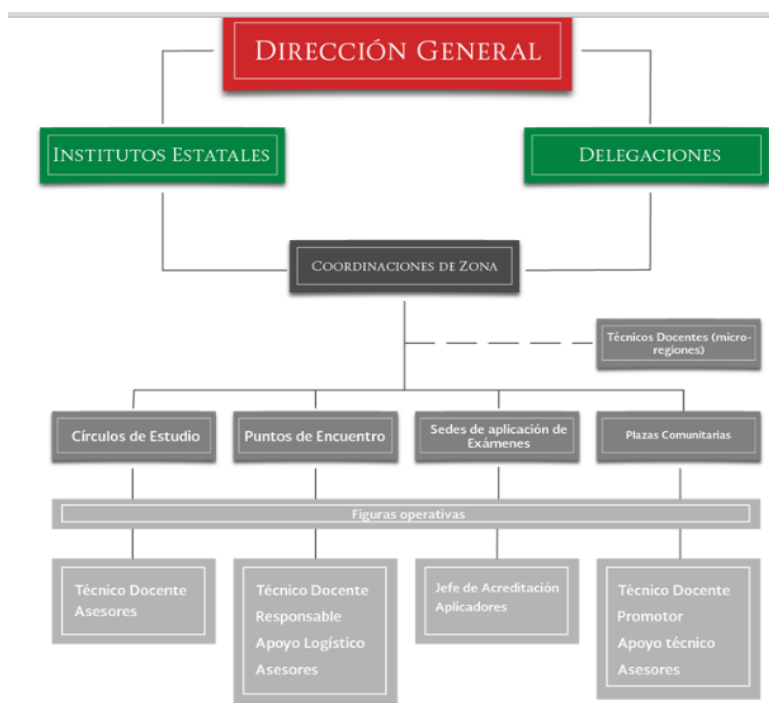 DIRECCIÓN GENERAL
INSTITUTOS ESTATALES
DELEGACIONES
COORDINACIONES DE ZONA
Técnicos Docentes (micro-
regiones)
Círculos de Estudio
Puntos de Encuentro
Sedes de aplicación de
Exámenes
Plazas Comunitarias
Figuras operativas
Técnico Docente
Asesores
Técnico Docente
Responsable
Apoyo Logístico
Asesores
Jefe de Acreditación
Aplicadores
Técnico Docente
Promotor
Apoyo técnico
Asesores